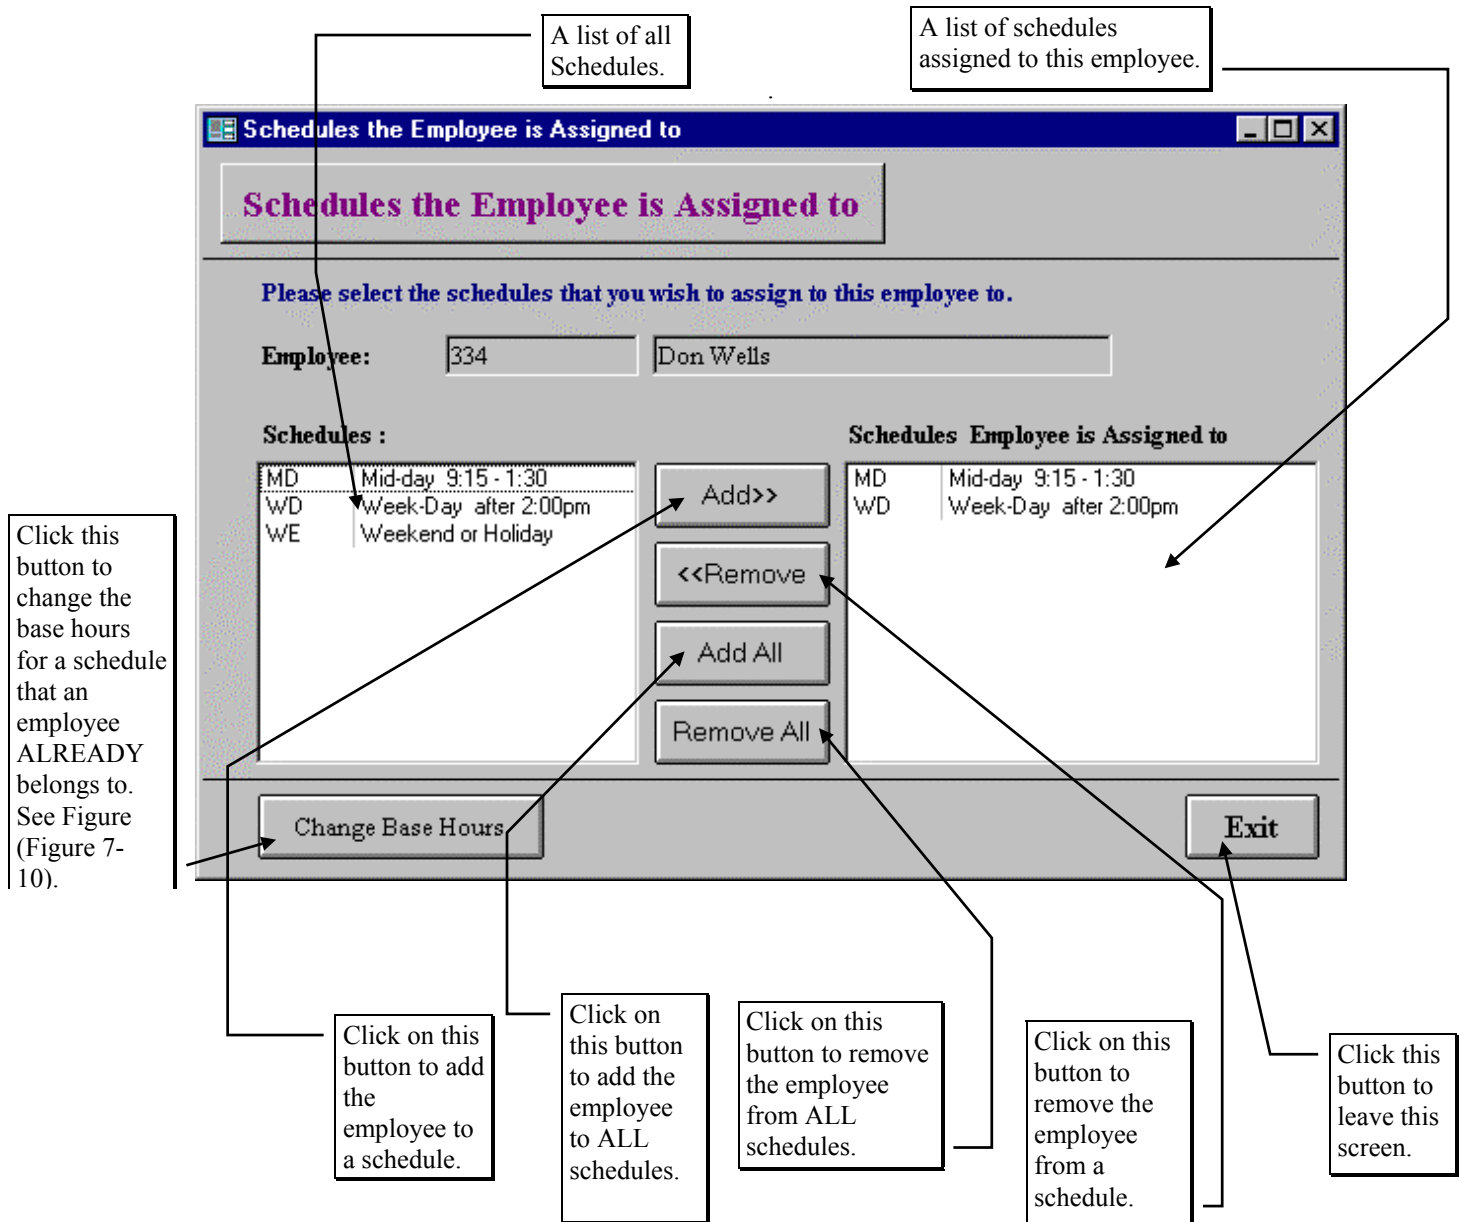 A list of all
Schedules.
A list of schedules
assigned to this employee.
.
Schedules the Employee is Assigned to
Schedules the Employee is Assigned to
Please select the schedules that you wish to assign to this employee to.
Employee: 334 Don Wells
Schedules :
MD Mid-day 9:15 - 1:30
WD Week-Day after 2:00pm
WE Weekend or Holiday
Add>>
<<Remove
Add All
Remove All
Schedules Employee is Assigned to
MD Mid-day 9:15 - 1:30
WD Week-Day after 2:00pm
Change Base Hours
Exit
Click this
button to
change the
base hours
for a schedule
that an
employee
ALREADY
belongs to.
See Figure
(Figure 7-
10).
Click on this
button to add
the
employee to
a schedule.
Click on
this button
to add the
employee
to ALL
schedules.
Click on this
button to remove
the employee
from ALL
schedules.
Click on this
button to
remove the
employee
from a
schedule.
Click this
button to
leave this
screen.